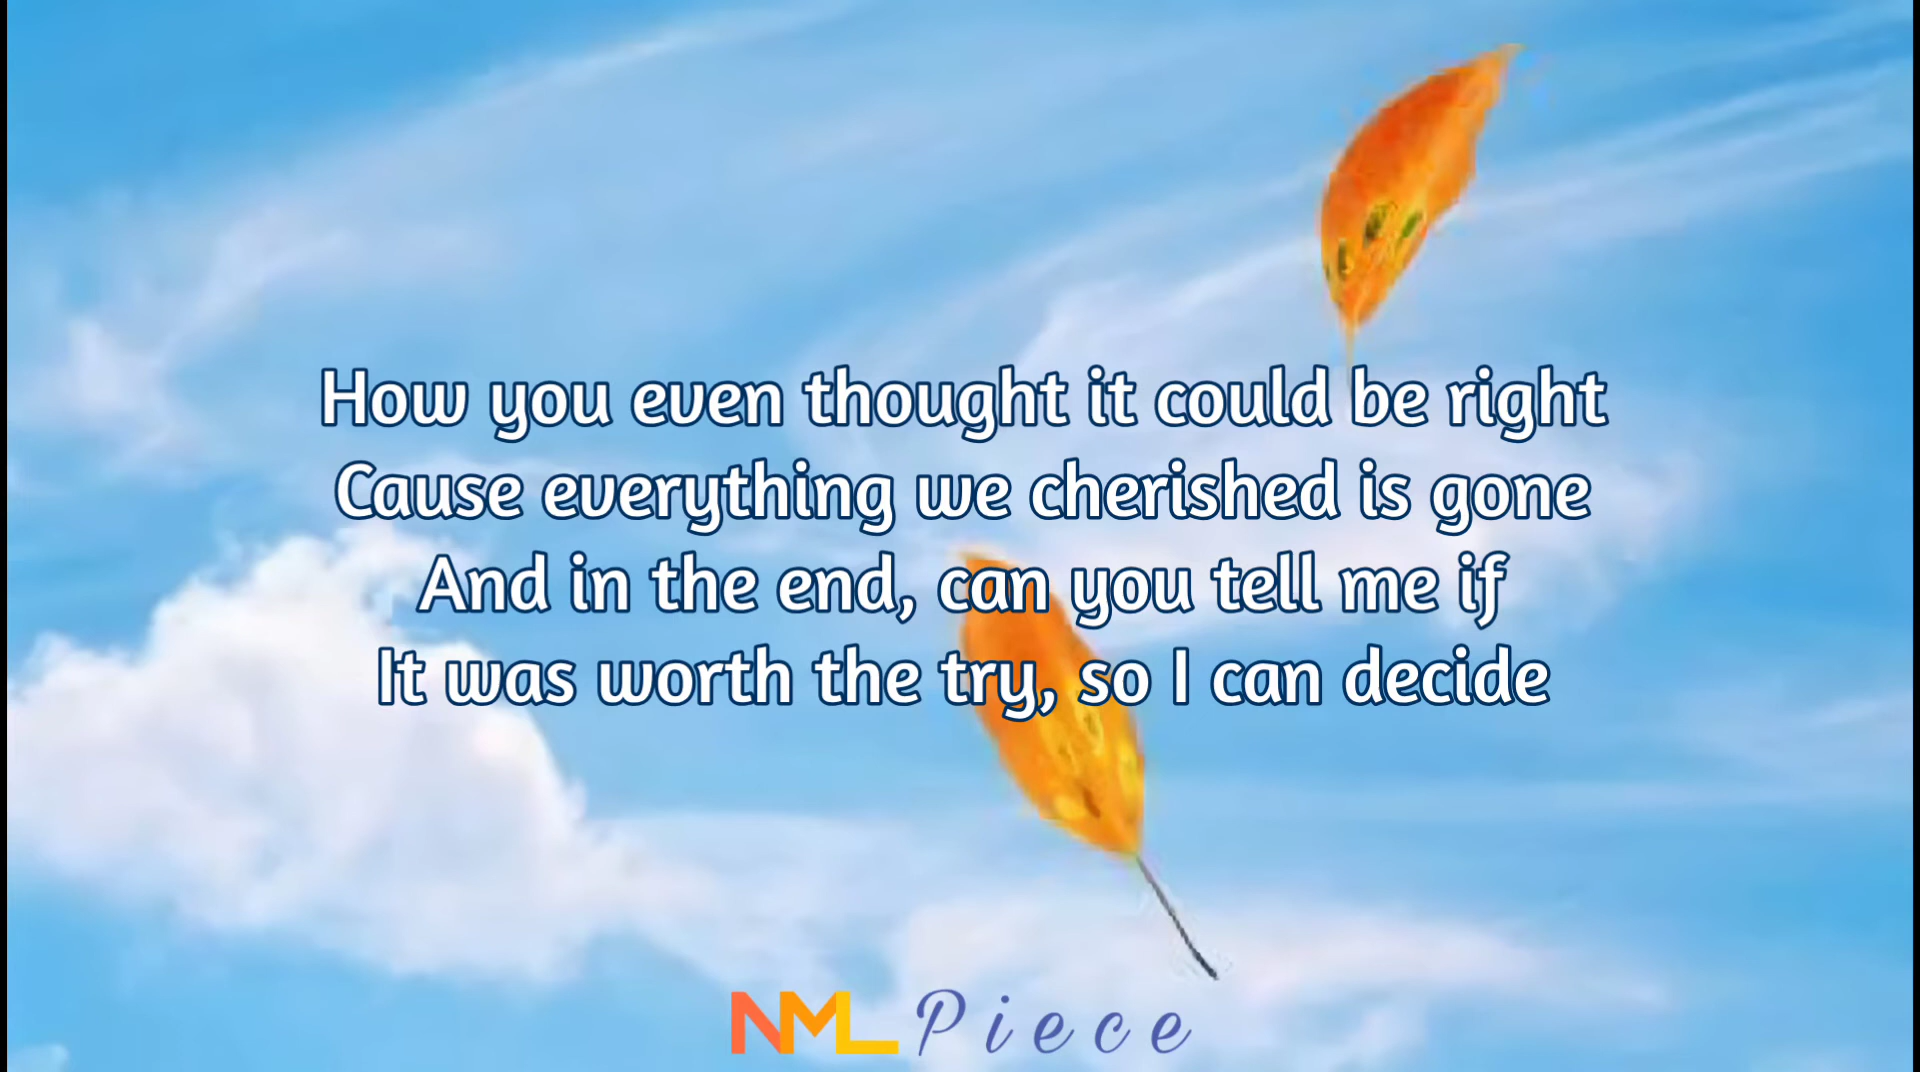 How you even thought it could be right
Cause everything we cherished is gone
And in the end, can you tell me if
It was worth the try, so I can decide
NML Piece